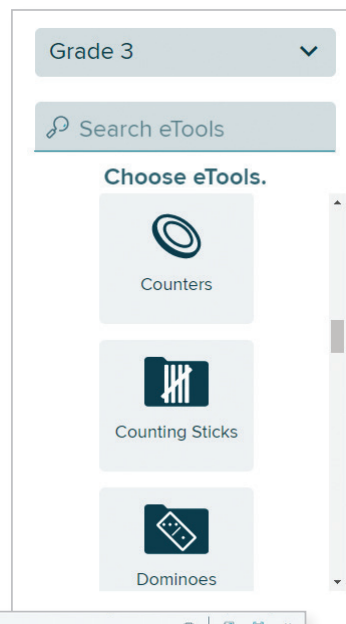 Grade 3
Search eTools
Choose eTools.
Counters
Counting Sticks
Dominoes